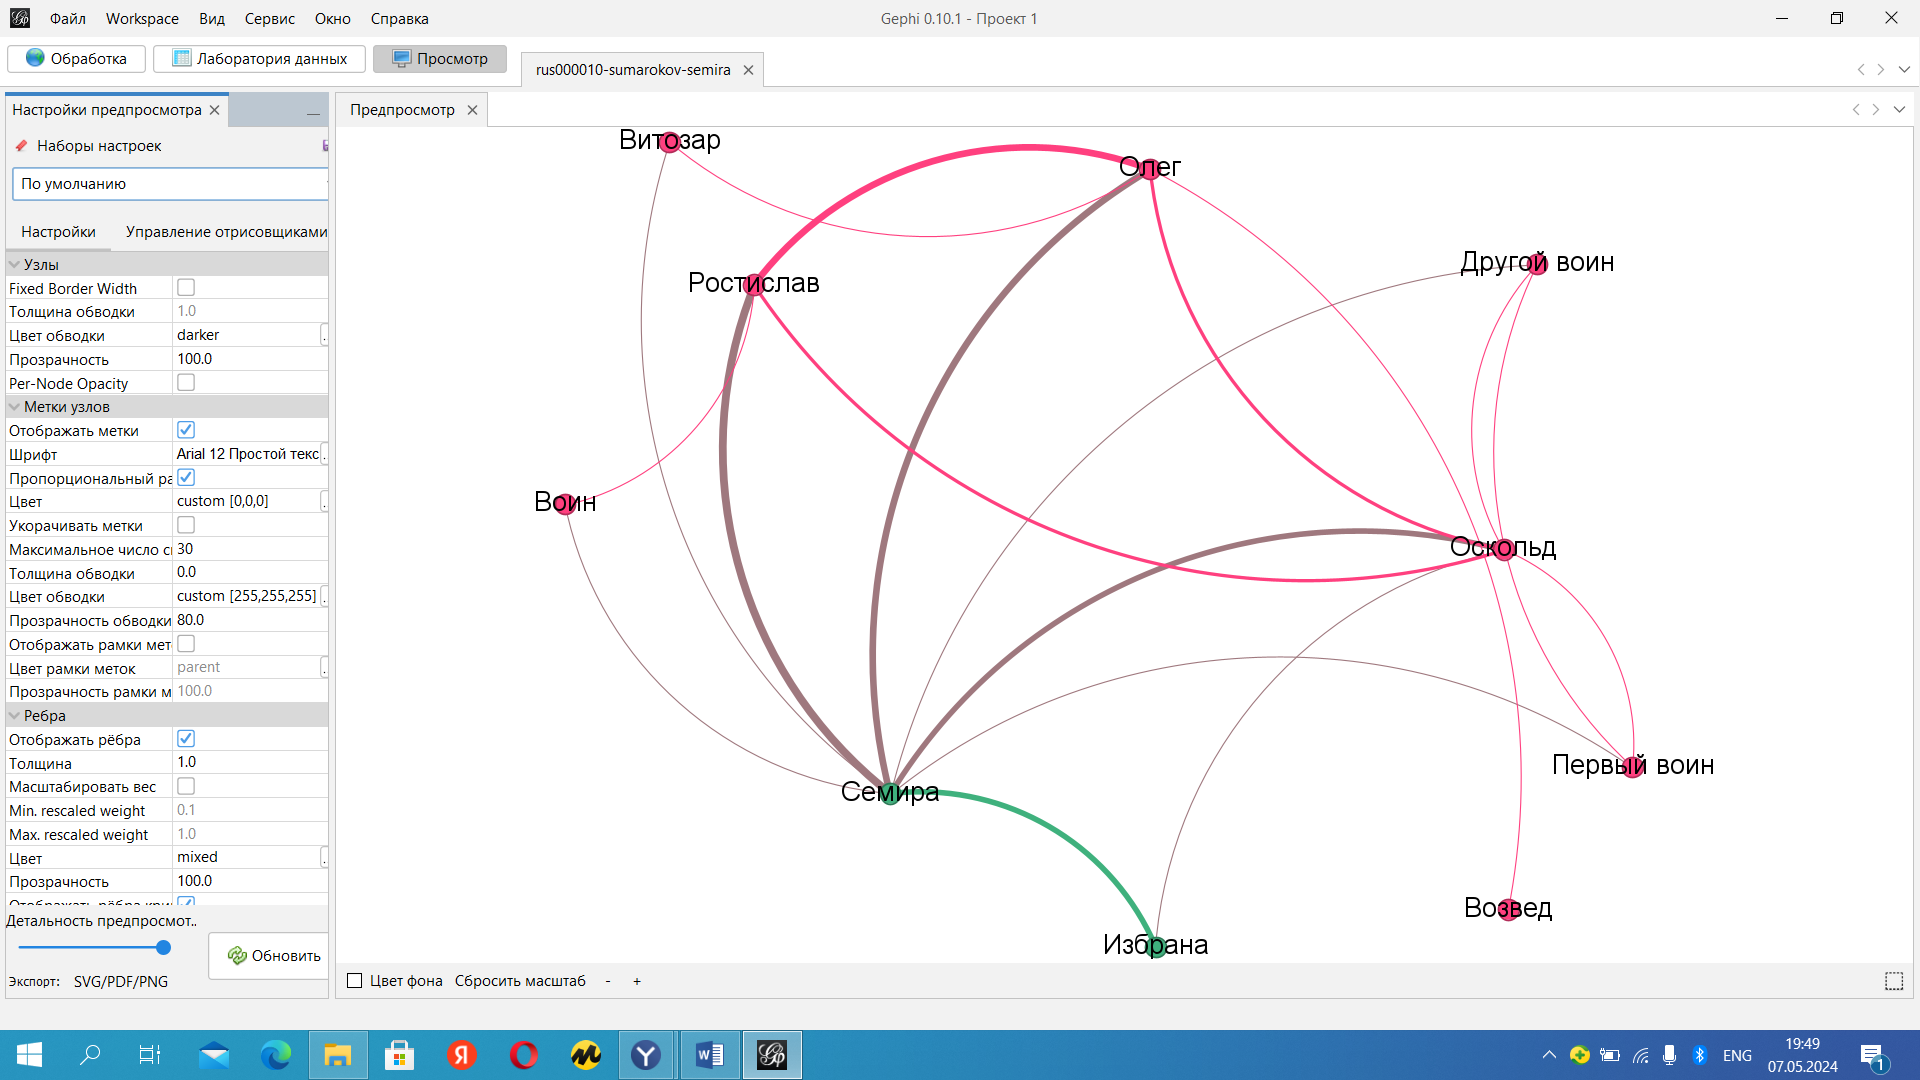 Файл Workspace Вид Сервис Окно Справка
Gephi 0.10.1 - Проект 1
Обработка Лаборатория данных Просмотр
rus000010-sumarokov-semira
Настройки предпросмотра
Предпросмотр
Наборы настроек
По умолчанию
Настройки Управление отрисовщиками
Узлы
Fixed Border Width
Толщина обводки 1.0
Цвет обводки darker
Прозрачность 100.0
Per-Node Opacity
Метки узлов
Отображать метки
Шрифт Arial 12 Простой текс
Пропорциональный ра
Цвет custom [0,0,0]
Укорачивать метки
Максимальное число с 30
Толщина обводки 0.0
Цвет обводки custom [255,255,255]
Прозрачность обводки 80.0
Отображать рамки мет
Цвет рамки меток parent
Прозрачность рамки м 100.0
Ребра
Отображать рёбра
Толщина 1.0
Масштабировать вес
Min. rescaled weight 0.1
Max. rescaled weight 1.0
Цвет mixed
Прозрачность 100.0
Детальность предпросмот..
Обновить
Экспорт: SVG/PDF/PNG
Витозар
Олег
Другой воин
Ростислав
Воин
Оскольд
Первый воин
Семира
Возвед
Избрана
Цвет фона Сбросить масштаб - +
ENG
19:49
07.05.2024
1